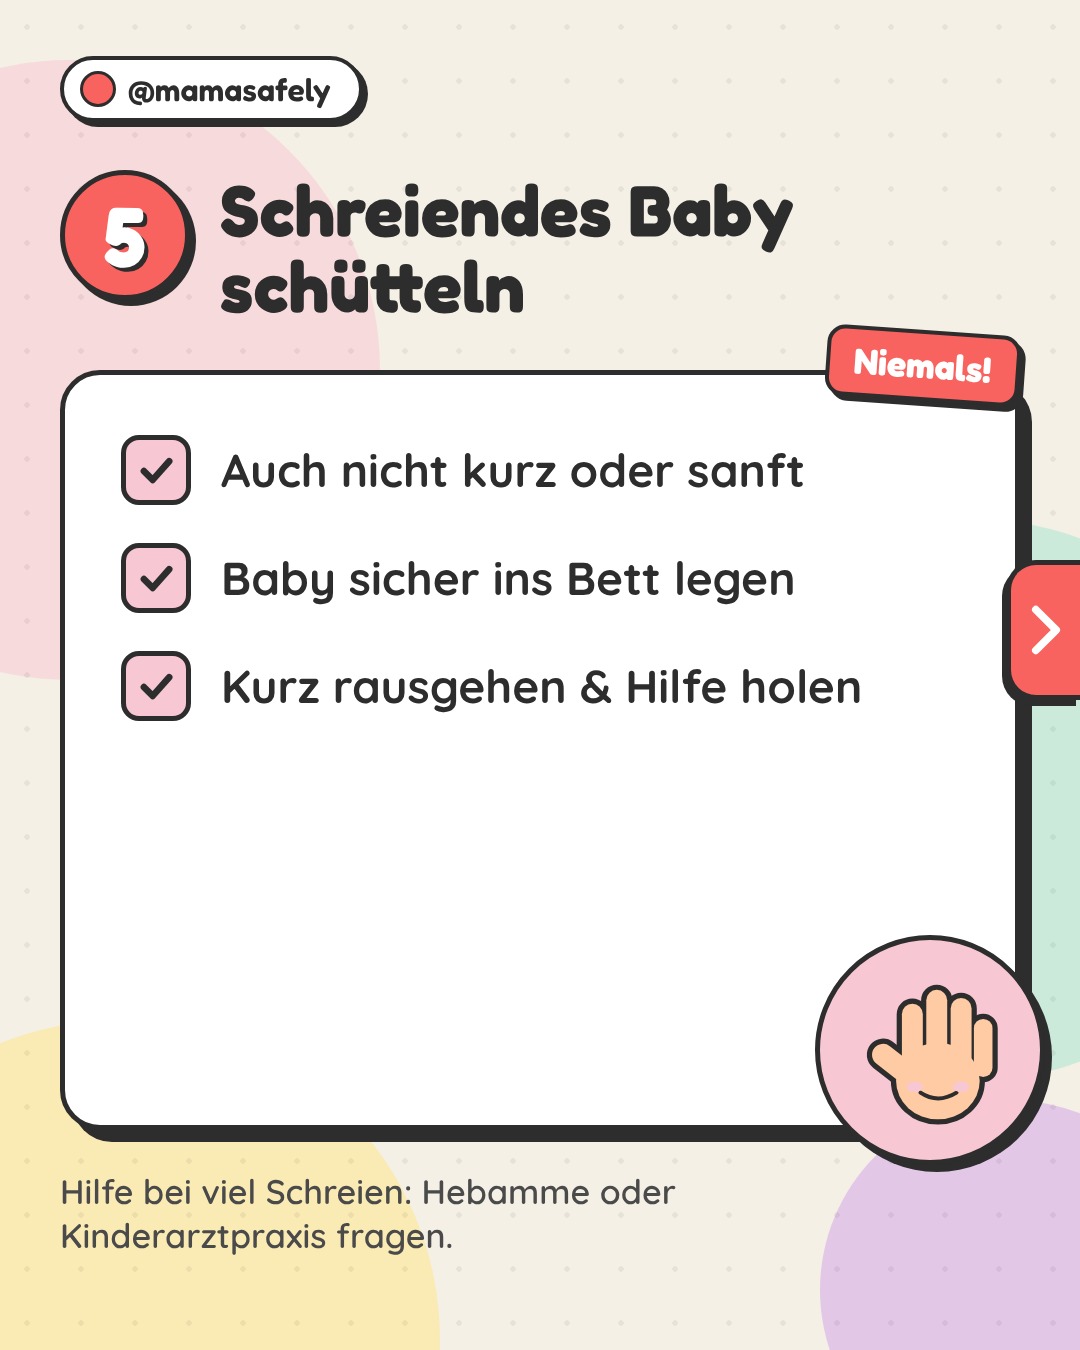 @mamasafely
5
Schreiendes Baby
schütteln
Niemals!
Auch nicht kurz oder sanft
Baby sicher ins Bett legen
Kurz rausgehen & Hilfe holen
Hilfe bei viel Schreien: Hebamme oder
Kinderarztpraxis fragen.